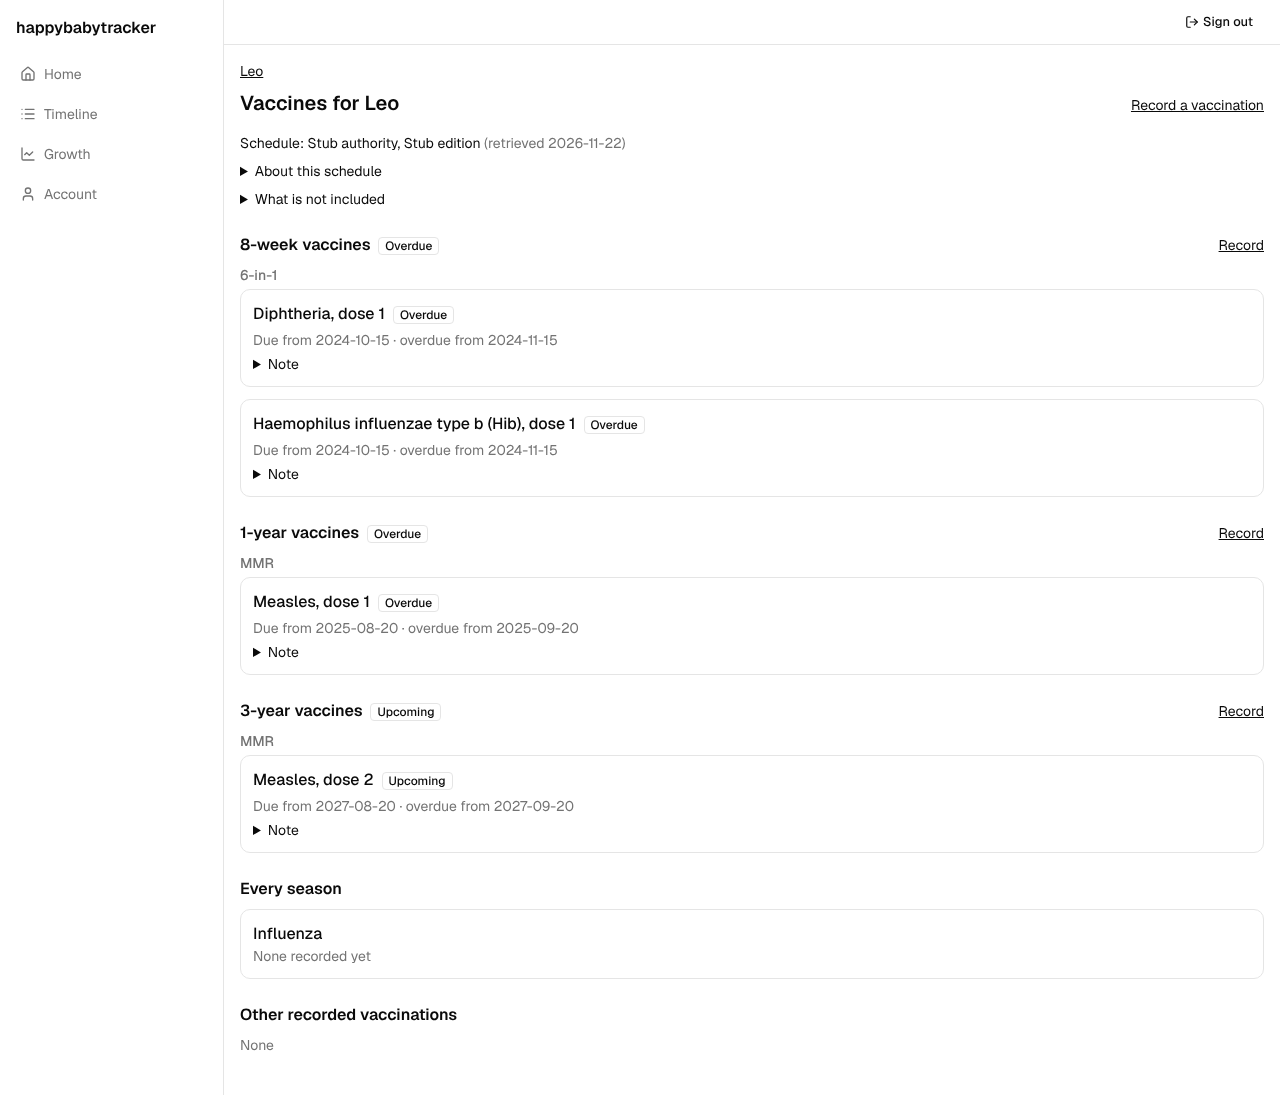 happybabytracker
Home
Timeline
Growth
Account
Sign out
Leo
Vaccines for Leo
Record a vaccination
Schedule: Stub authority, Stub edition (retrieved 2026-11-22)
About this schedule
What is not included
8-week vaccines Overdue
Record
6-in-1
Diphtheria, dose 1 Overdue
Due from 2024-10-15 · overdue from 2024-11-15
Note
Haemophilus influenzae type b (Hib), dose 1 Overdue
Due from 2024-10-15 · overdue from 2024-11-15
Note
1-year vaccines Overdue
Record
MMR
Measles, dose 1 Overdue
Due from 2025-08-20 · overdue from 2025-09-20
Note
3-year vaccines Upcoming
Record
MMR
Measles, dose 2 Upcoming
Due from 2027-08-20 · overdue from 2027-09-20
Note
Every season
Influenza
None recorded yet
Other recorded vaccinations
None